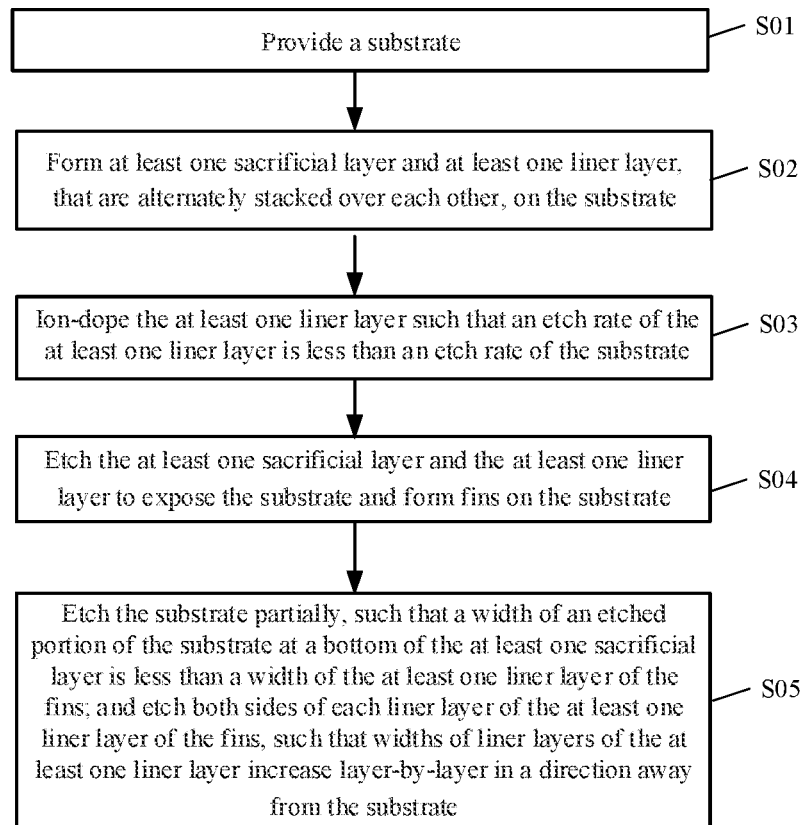 Provide a substrate
S01
Form at least one sacrificial layer and at least one liner layer,
that are alternately stacked over each other, on the substrate
S02
Ion-dope the at least one liner layer such that an etch rate of the
at least one liner layer is less than an etch rate of the substrate
S03
Etch the at least one sacrificial layer and the at least one liner
layer to expose the substrate and form fins on the substrate
S04
Etch the substrate partially, such that a width of an etched
portion of the substrate at a bottom of the at least one sacrificial
layer is less than a width of the at least one liner layer of the
fins; and etch both sides of each liner layer of the at least one
liner layer of the fins, such that widths of liner layers of the at
least one liner layer increase layer-by-layer in a direction away
from the substrate
S05